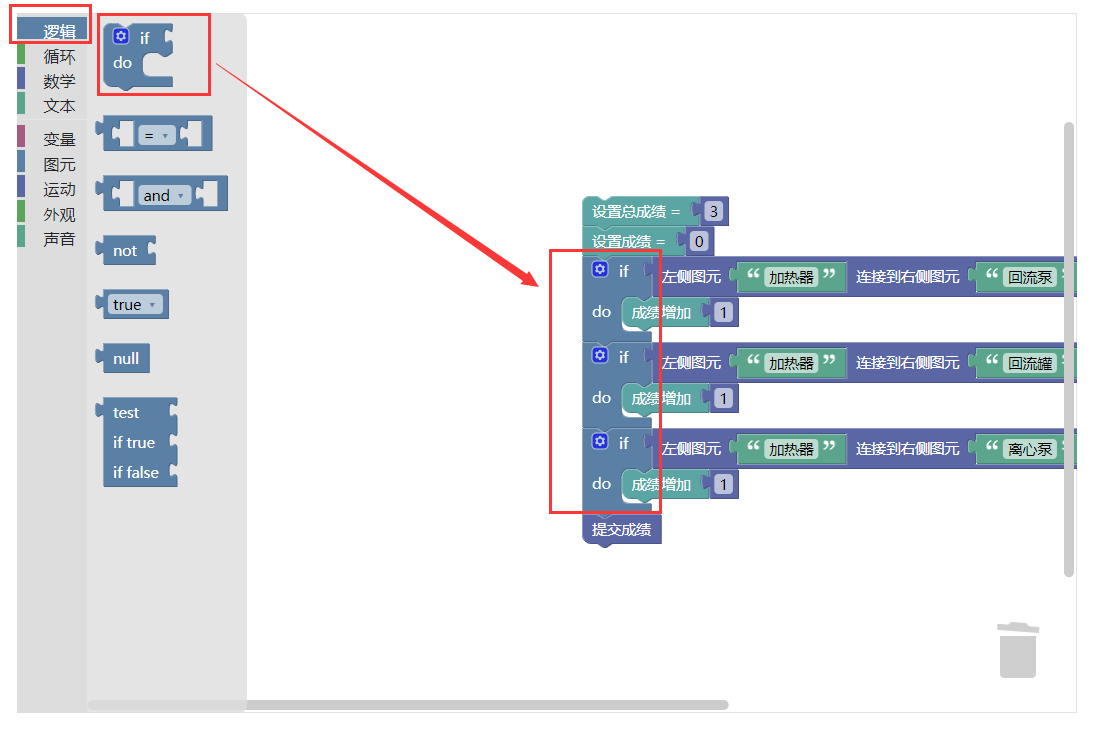 逻辑
循环
数学
文本
变量
图元
运动
外观
声音
if
do
=
and
not
true
null
test
if true
if false
设置总成绩 = 3
设置成绩 = 0
if 左侧图元 “ 加热器 ” 连接到右侧图元 “ 回流泵 ”
do 成绩增加 1
if 左侧图元 “ 加热器 ” 连接到右侧图元 “ 回流罐 ”
do 成绩增加 1
if 左侧图元 “ 加热器 ” 连接到右侧图元 “ 离心泵 ”
do 成绩增加 1
提交成绩